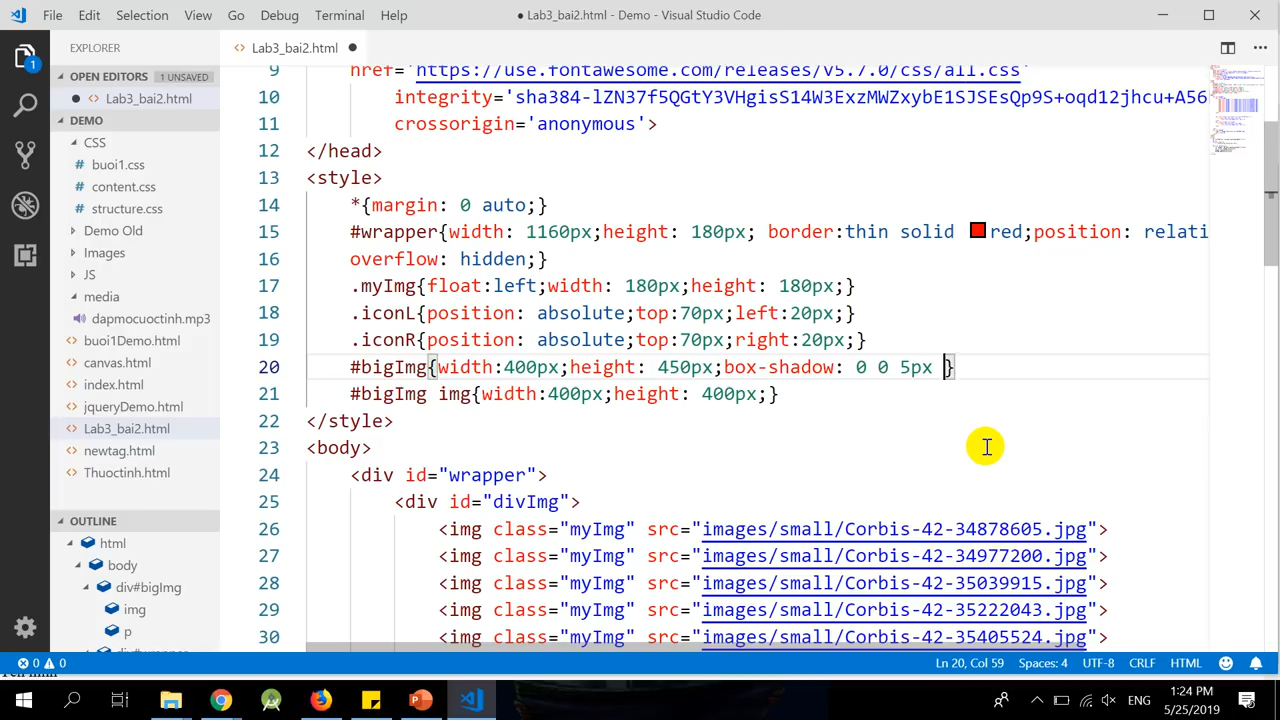 File Edit Selection View Go Debug Terminal Help
● Lab3_bai2.html - Demo - Visual Studio Code
EXPLORER
Lab3_bai2.html
OPEN EDITORS 1 UNSAVED
Lab3_bai2.html
DEMO
CSS
buoi1.css
content.css
structure.css
Demo Old
Images
JS
media
dapmocuoctinh.mp3
buoi1Demo.html
canvas.html
index.html
jqueryDemo.html
Lab3_bai2.html
newtag.html
Thuoctinh.html
OUTLINE
html
body
div#bigImg
img
p
div#wrapper
1
9 href='https://use.fontawesome.com/releases/v5.7.0/css/all.css'
10 integrity='sha384-lZN37f5QGtY3VHgisS14W3ExzMWZxybE1SJSEsQp9S+oqd12jhcu+A56
11 crossorigin='anonymous'>
12 </head>
13 <style>
14 *{margin: 0 auto;}
15 #wrapper{width: 1160px;height: 180px; border:thin solid red;position: relati
16 overflow: hidden;}
17 .myImg{float:left;width: 180px;height: 180px;}
18 .iconL{position: absolute;top:70px;left:20px;}
19 .iconR{position: absolute;top:70px;right:20px;}
20 #bigImg{width:400px;height: 450px;box-shadow: 0 0 5px }
21 #bigImg img{width:400px;height: 400px;}
22 </style>
23 <body>
24 <div id="wrapper">
25 <div id="divImg">
26 <img class="myImg" src="images/small/Corbis-42-34878605.jpg">
27 <img class="myImg" src="images/small/Corbis-42-34977200.jpg">
28 <img class="myImg" src="images/small/Corbis-42-35039915.jpg">
29 <img class="myImg" src="images/small/Corbis-42-35222043.jpg">
30 <img class="myImg" src="images/small/Corbis-42-35405524.jpg">
0 0 Ln 20, Col 59 Spaces: 4 UTF-8 CRLF HTML
ENG
1:24 PM
5/25/2019